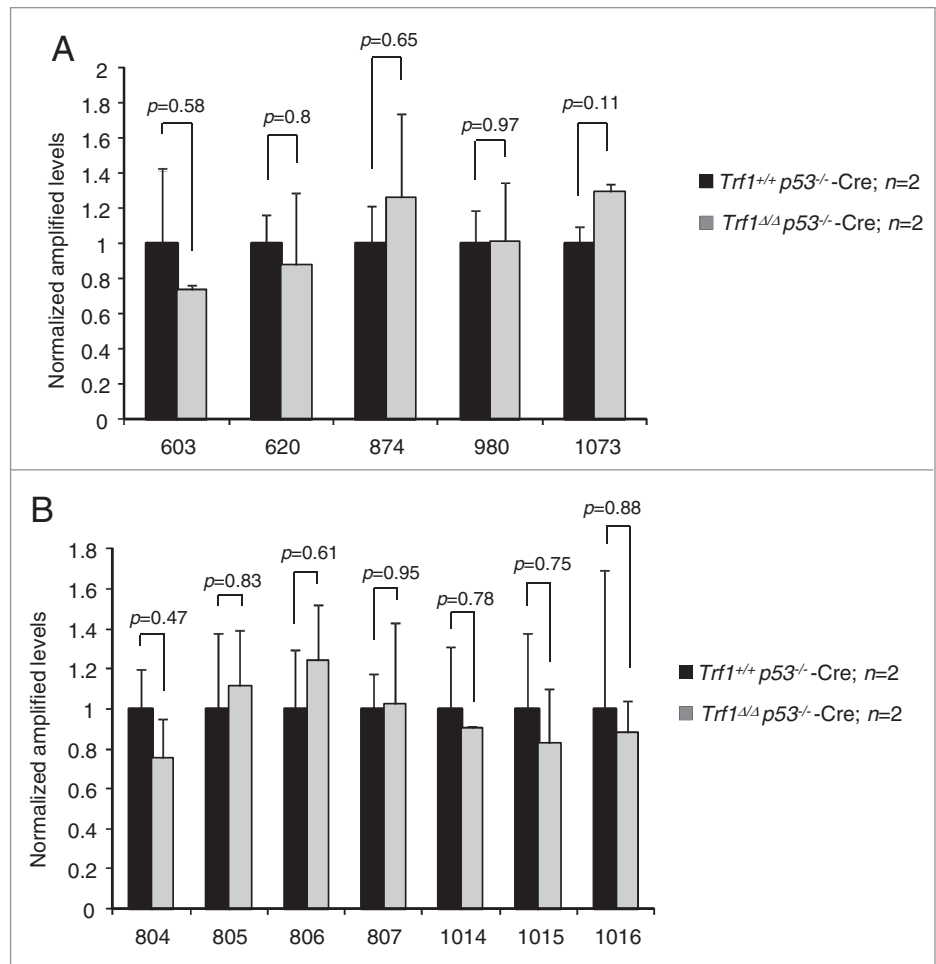 A
Normalized amplified levels
2
1.8
1.6
1.4
1.2
1
0.8
0.6
0.4
0.2
0
p=0.58
p=0.8
p=0.65
p=0.97
p=0.11
603 620 874 980 1073
Trf1+/+ p53-/- -Cre; n=2
Trf1Δ/Δ p53-/- -Cre; n=2
B
Normalized amplified levels
1.8
1.6
1.4
1.2
1
0.8
0.6
0.4
0.2
0
p=0.47
p=0.83
p=0.61
p=0.95
p=0.78
p=0.75
p=0.88
804 805 806 807 1014 1015 1016
Trf1+/+ p53-/- -Cre; n=2
Trf1Δ/Δ p53-/- -Cre; n=2